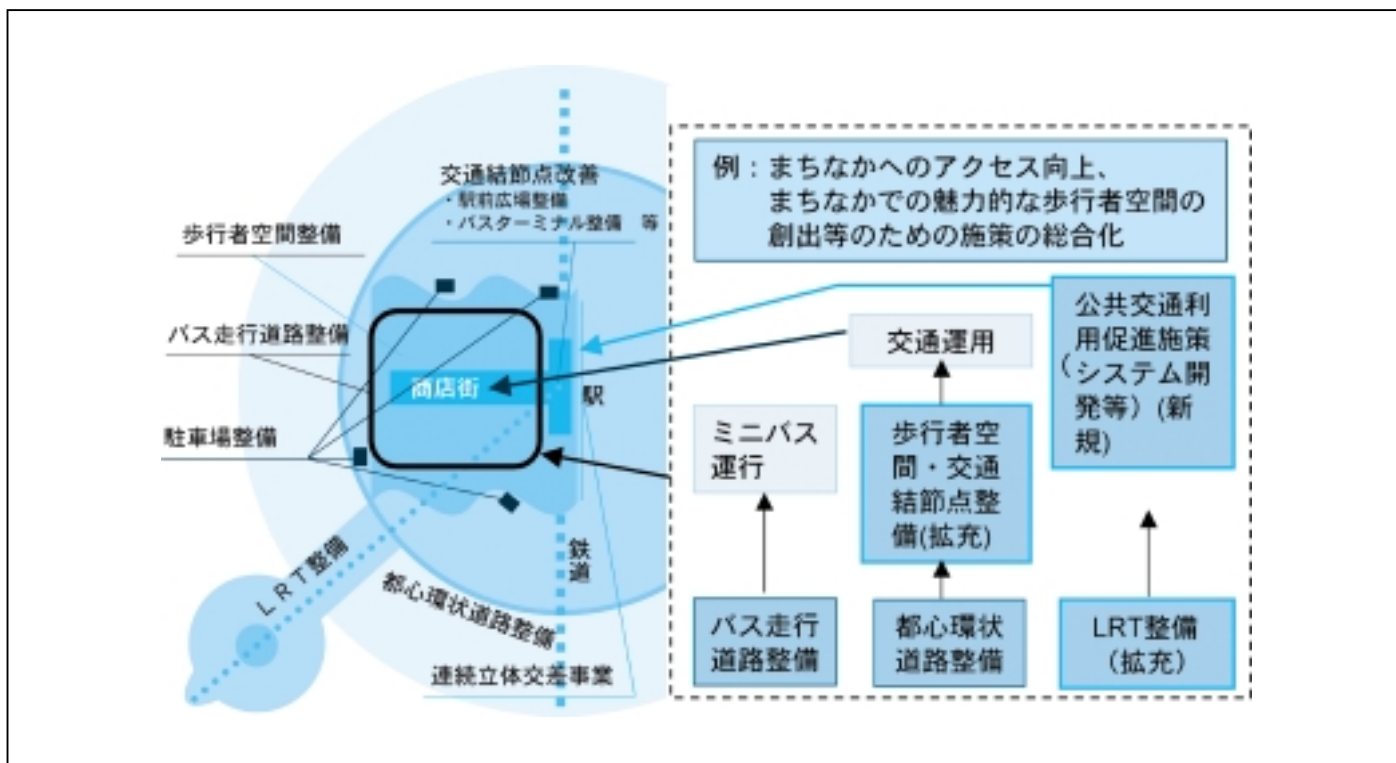 交通結節点改善
・駅前広場整備
・バスターミナル整備　等
歩行者空間整備
バス走行道路整備
駐車場整備
商店街
駅
鉄道
LRT整備
都心環状道路整備
連続立体交差事業
例：まちなかへのアクセス向上、
まちなかでの魅力的な歩行者空間の
創出等のための施策の総合化
公共交通利
用促進施策
（システム開
発等）(新
規)
交通運用
ミニバス
運行
歩行者空
間・交通
結節点整
備(拡充)
バス走行
道路整備
都心環状
道路整備
LRT整備
（拡充）